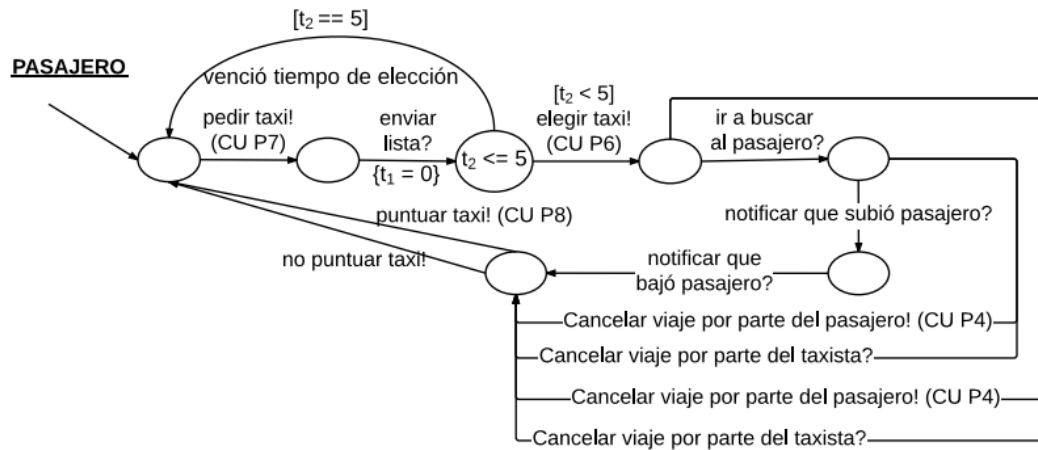 [t₂ == 5]
PASAJERO
venció tiempo de elección
pedir taxi!
(CU P7)
enviar
lista?
{t₁ = 0}
t₂ <= 5
[t₂ < 5]
elegir taxi!
(CU P6)
ir a buscar
al pasajero?
notificar que subió pasajero?
puntuar taxi! (CU P8)
no puntuar taxi!
notificar que
bajó pasajero?
Cancelar viaje por parte del pasajero! (CU P4)
Cancelar viaje por parte del taxista?
Cancelar viaje por parte del pasajero! (CU P4)
Cancelar viaje por parte del taxista?